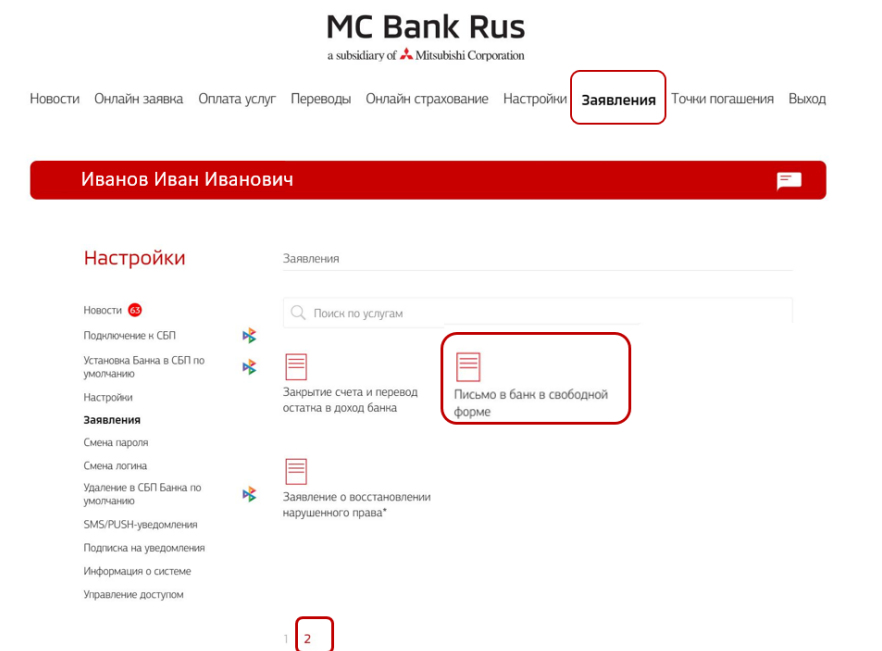 MC Bank Rus
a subsidiary of Mitsubishi Corporation
Новости Онлайн заявка Оплата услуг Переводы Онлайн страхование Настройки Заявления Точки погашения Выход
Иванов Иван Иванович
Настройки
Новости 63
Подключение к СБП
Установка Банка в СБП по
умолчанию
Настройки
Заявления
Смена пароля
Смена логина
Удаление в СБП Банка по
умолчанию
SMS/PUSH-уведомления
Подписка на уведомления
Информация о системе
Управление доступом
Заявления
Поиск по услугам
Закрытие счета и перевод
остатка в доход банка
Письмо в банк в свободной
форме
Заявление о восстановлении
нарушенного права*
1 2